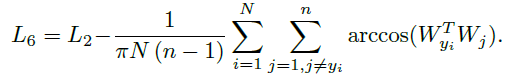 $$L_6 = L_2 - \frac{1}{\pi N (n-1)} \sum_{i=1}^{N} \sum_{j=1, j \neq y_i}^{n} \arccos(W_{y_i}^T W_j).$$